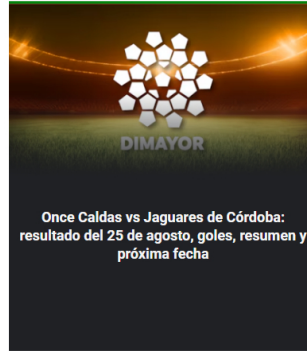 DIMAYOR
Once Caldas vs Jaguares de Córdoba:
resultado del 25 de agosto, goles, resumen y
próxima fecha